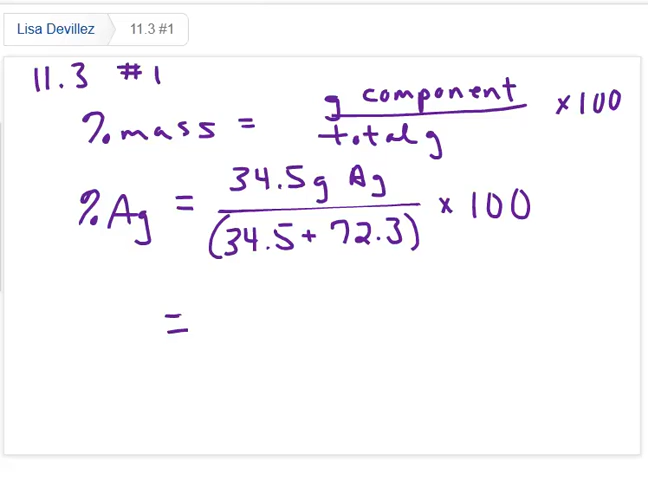 Lisa Devillez 11.3 #1
11.3 #1
%mass = g component / total g ×100
%Ag = 34.5g Ag / (34.5 + 72.3) × 100
=